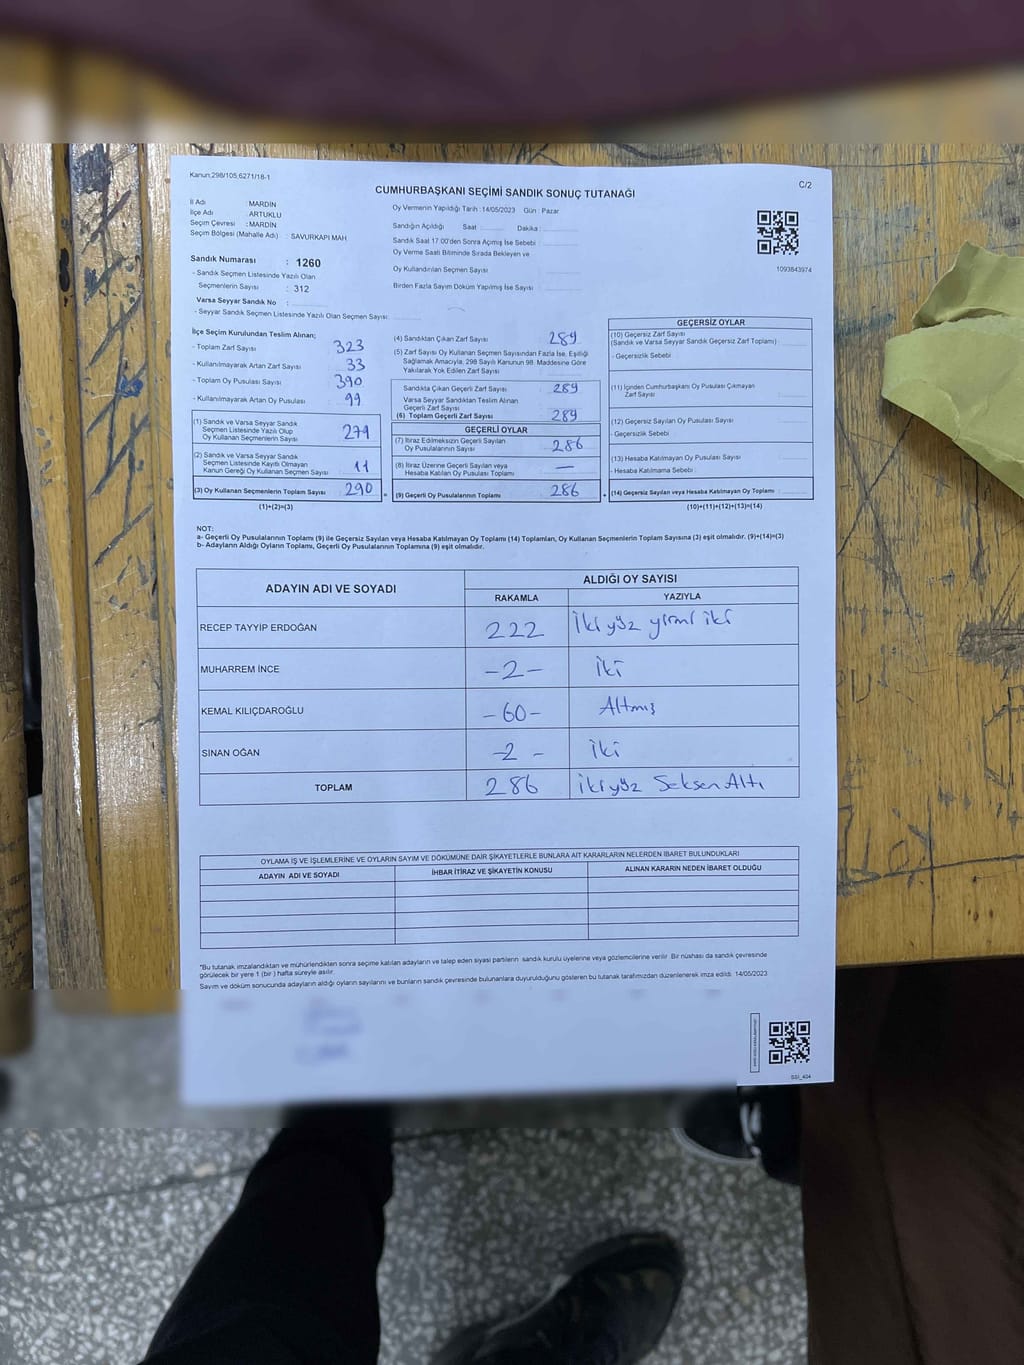 Kanun;298/105,6271/18-1
C/2
CUMHURBAŞKANI SEÇİMİ SANDIK SONUÇ TUTANAĞI
İl Adı : MARDİN
İlçe Adı : ARTUKLU
Seçim Çevresi : MARDİN
Seçim Bölgesi (Mahalle Adı) : SAVURKAPI MAH
Sandık Numarası : 1260
- Sandık Seçmen Listesinde Yazılı Olan
Seçmenlerin Sayısı : 312
Varsa Seyyar Sandık No :
- Seyyar Sandık Seçmen Listesinde Yazılı Olan Seçmen Sayısı:
Oy Vermenin Yapıldığı Tarih : 14/05/2023 Gün : Pazar
Sandığın Açıldığı Saat : Dakika :
Sandık Saat 17:00'den Sonra Açılmış İse Sebebi :
Oy Verme Saati Bitiminde Sırada Bekleyen ve
Oy Kullandırılan Seçmen Sayısı
Birden Fazla Sayım Döküm Yapılmış İse Sayısı :
1093843974
İlçe Seçim Kurulundan Teslim Alınan;
- Toplam Zarf Sayısı 323
- Kullanılmayarak Artan Zarf Sayısı 33
- Toplam Oy Pusulası Sayısı 390
- Kullanılmayarak Artan Oy Pusulası 99
(1) Sandık ve Varsa Seyyar Sandık
Seçmen Listesinde Yazılı Olup
Oy Kullanan Seçmenlerin Sayısı 279
(2) Sandık ve Varsa Seyyar Sandık
Seçmen Listesinde Kayıtlı Olmayan
Kanun Gereği Oy Kullanan Seçmen Sayısı 11
(3) Oy Kullanan Seçmenlerin Toplam Sayısı 290
(1)+(2)=(3)
(4) Sandıktan Çıkan Zarf Sayısı 289
(5) Zarf Sayısı Oy Kullanan Seçmen Sayısından Fazla İse, Eşitliği
Sağlamak Amacıyla, 298 Sayılı Kanunun 98. Maddesine Göre
Yakılarak Yok Edilen Zarf Sayısı
Sandıkta Çıkan Geçerli Zarf Sayısı 289
Varsa Seyyar Sandıktan Teslim Alınan
Geçerli Zarf Sayısı
(6) Toplam Geçerli Zarf Sayısı 289
GEÇERLİ OYLAR
(7) İtiraz Edilmeksizin Geçerli Sayılan
Oy Pusulalarının Sayısı 286
(8) İtiraz Üzerine Geçerli Sayılan veya
Hesaba Katılan Oy Pusulası Toplamı —
(9) Geçerli Oy Pusulalarının Toplamı 286
GEÇERSİZ OYLAR
(10) Geçersiz Zarf Sayısı
(Sandık ve Varsa Seyyar Sandık Geçersiz Zarf Toplamı) :
- Geçersizlik Sebebi :
(11) İçinden Cumhurbaşkanı Oy Pusulası Çıkmayan
Zarf Sayısı
(12) Geçersiz Sayılan Oy Pusulası Sayısı
- Geçersizlik Sebebi
(13) Hesaba Katılmayan Oy Pusulası Sayısı
- Hesaba Katılmama Sebebi :
(14) Geçersiz Sayılan veya Hesaba Katılmayan Oy Toplamı :
(10)+(11)+(12)+(13)=(14)
NOT:
a- Geçerli Oy Pusulalarının Toplamı (9) ile Geçersiz Sayılan veya Hesaba Katılmayan Oy Toplamı (14) Toplamları, Oy Kullanan Seçmenlerin Toplam Sayısına (3) eşit olmalıdır. (9)+(14)=(3)
b- Adayların Aldığı Oyların Toplamı, Geçerli Oy Pusulalarının Toplamına (9) eşit olmalıdır.
ADAYIN ADI VE SOYADI ALDIĞI OY SAYISI
RAKAMLA YAZIYLA
RECEP TAYYİP ERDOĞAN 222 İkiyüz yirmi iki
MUHARREM İNCE -2- iki
KEMAL KILIÇDAROĞLU -60- Altmış
SİNAN OĞAN -2- iki
TOPLAM 286 ikiyüz Seksen Altı
OYLAMA İŞ VE İŞLEMLERİNE VE OYLARIN SAYIM VE DÖKÜMÜNE DAİR ŞİKAYETLERLE BUNLARA AİT KARARLARIN NELERDEN İBARET BULUNDUKLARI
ADAYIN ADI VE SOYADI İHBAR İTİRAZ VE ŞİKAYETİN KONUSU ALINAN KARARIN NEDEN İBARET OLDUĞU
"Bu tutanak imzalandıktan ve mühürlendikten sonra seçime katılan adayların ve talep eden siyasi partilerin sandık kurulu üyelerine veya gözlemcilerine verilir. Bir nüshası da sandık çevresinde
görülecek bir yere 1 (bir ) hafta süreyle asılır.
Sayım ve döküm sonucunda adayların aldığı oyların sayılarını ve bunların sandık çevresinde bulunanlara duyurulduğunu gösteren bu tutanak tarafımızdan düzenlenerek imza edildi. 14/05/2023